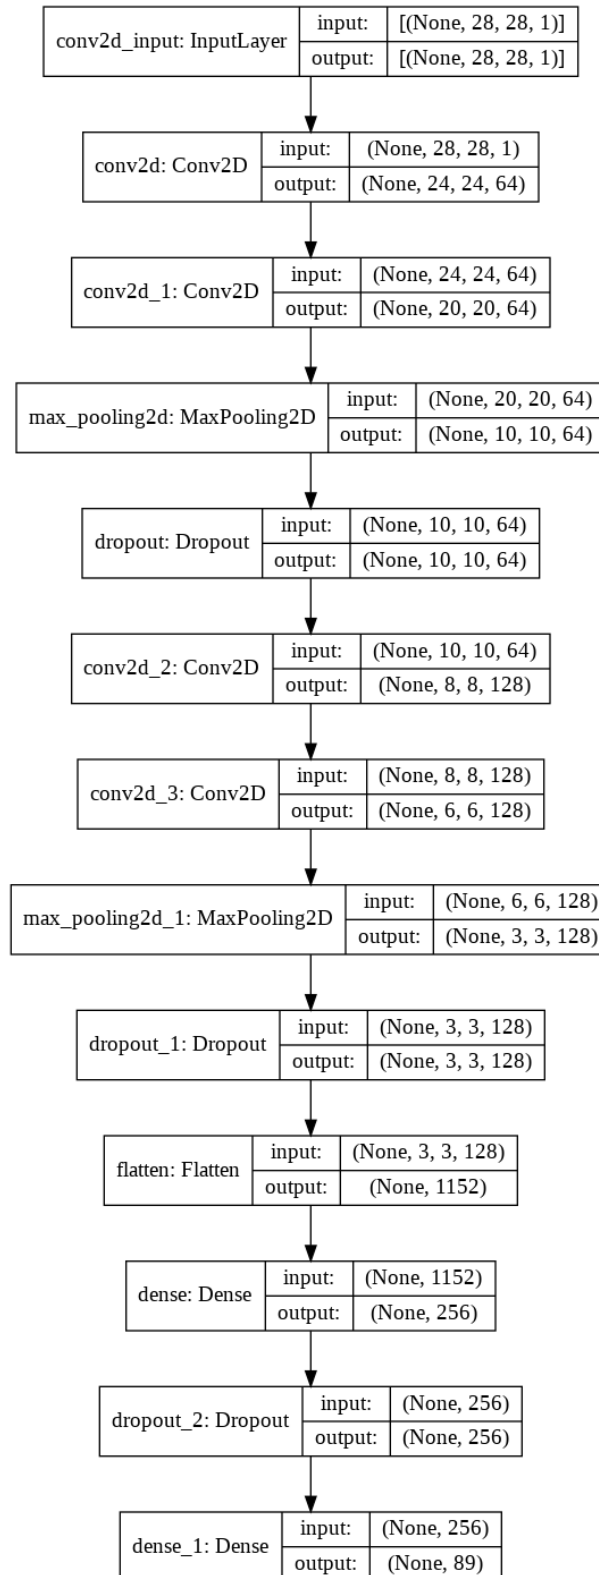 conv2d_input: InputLayer input: [(None, 28, 28, 1)]
output: [(None, 28, 28, 1)]
conv2d: Conv2D input: (None, 28, 28, 1)
output: (None, 24, 24, 64)
conv2d_1: Conv2D input: (None, 24, 24, 64)
output: (None, 20, 20, 64)
max_pooling2d: MaxPooling2D input: (None, 20, 20, 64)
output: (None, 10, 10, 64)
dropout: Dropout input: (None, 10, 10, 64)
output: (None, 10, 10, 64)
conv2d_2: Conv2D input: (None, 10, 10, 64)
output: (None, 8, 8, 128)
conv2d_3: Conv2D input: (None, 8, 8, 128)
output: (None, 6, 6, 128)
max_pooling2d_1: MaxPooling2D input: (None, 6, 6, 128)
output: (None, 3, 3, 128)
dropout_1: Dropout input: (None, 3, 3, 128)
output: (None, 3, 3, 128)
flatten: Flatten input: (None, 3, 3, 128)
output: (None, 1152)
dense: Dense input: (None, 1152)
output: (None, 256)
dropout_2: Dropout input: (None, 256)
output: (None, 256)
dense_1: Dense input: (None, 256)
output: (None, 89)